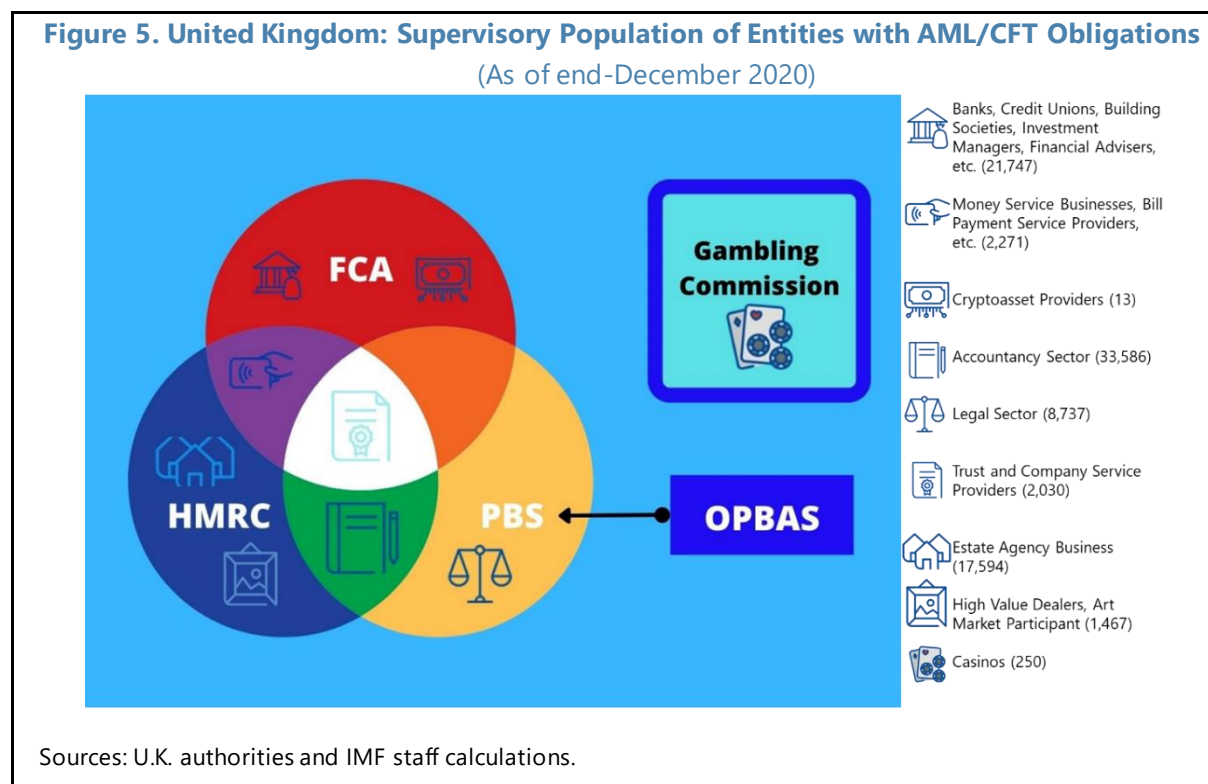 Figure 5. United Kingdom: Supervisory Population of Entities with AML/CFT Obligations
(As of end-December 2020)
FCA
HMRC
PBS
Gambling
Commission
OPBAS
Banks, Credit Unions, Building
Societies, Investment
Managers, Financial Advisers,
etc. (21,747)
Money Service Businesses, Bill
Payment Service Providers,
etc. (2,271)
Cryptoasset Providers (13)
Accountancy Sector (33,586)
Legal Sector (8,737)
Trust and Company Service
Providers (2,030)
Estate Agency Business
(17,594)
High Value Dealers, Art
Market Participant (1,467)
Casinos (250)
Sources: U.K. authorities and IMF staff calculations.